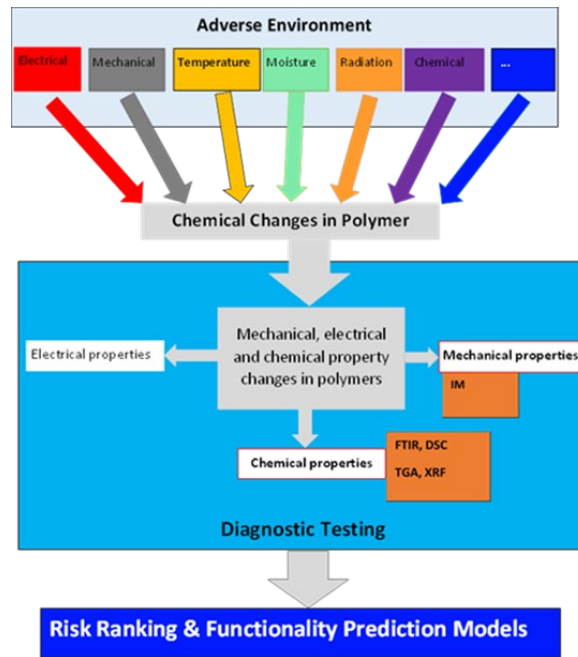 Adverse Environment
Electrical
Mechanical
Temperature
Moisture
Radiation
Chemical
...
Chemical Changes in Polymer
Mechanical, electrical
and chemical property
changes in polymers
Electrical properties
Mechanical properties
IM
Chemical properties
FTIR, DSC
TGA, XRF
Diagnostic Testing
Risk Ranking & Functionality Prediction Models